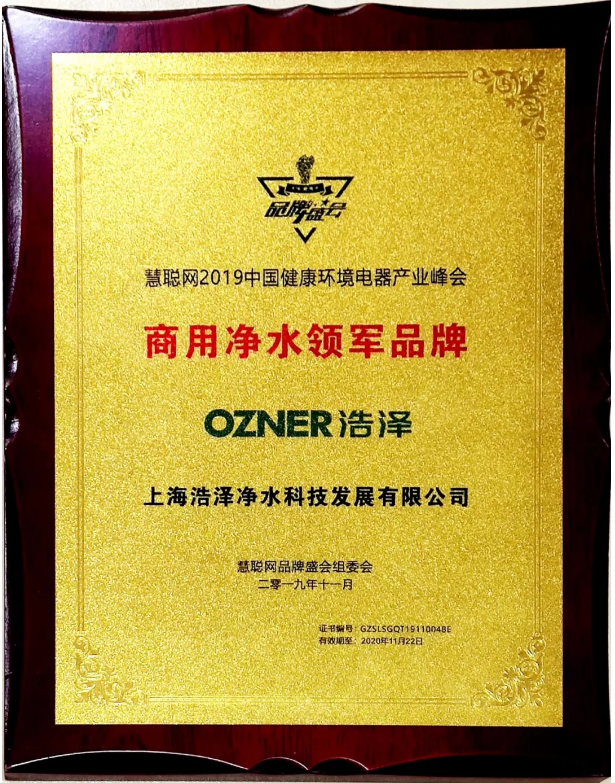 品牌盛会
慧聪网2019中国健康环境电器产业峰会
商用净水领军品牌
OZNER浩泽
上海浩泽净水科技发展有限公司
慧聪网品牌盛会组委会
二零一九年十一月
证书编号：GZSLSGQT1911004BE
有效期至：2020年11月22日